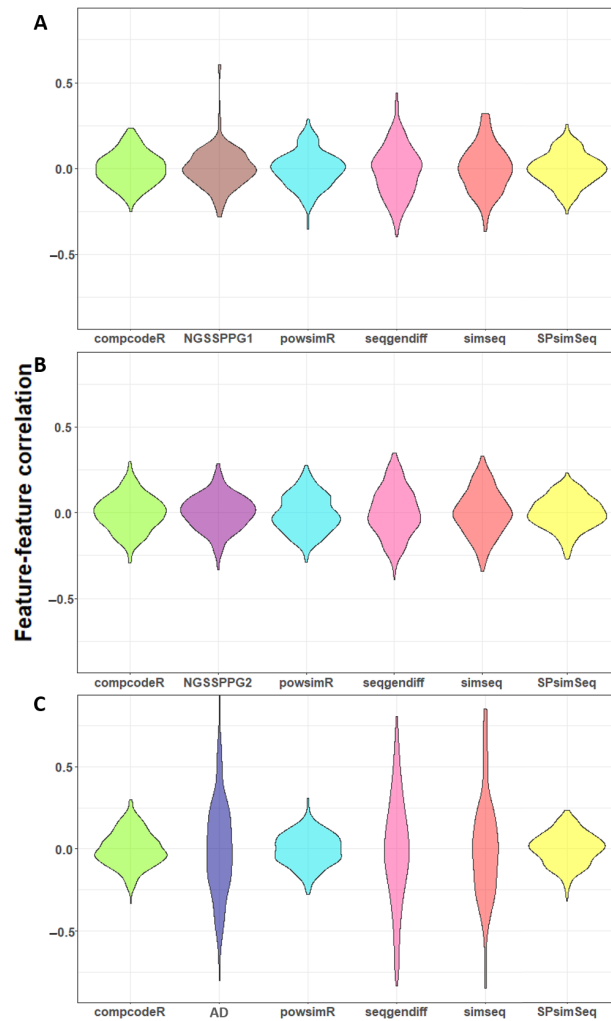 A
0.5
0.0
−0.5
compcodeR NGSSPPG1 powsimR seqgendiff simseq SPsimSeq
Feature-feature correlation
B
0.5
0.0
−0.5
compcodeR NGSSPPG2 powsimR seqgendiff simseq SPsimSeq
C
0.5
0.0
−0.5
compcodeR AD powsimR seqgendiff simseq SPsimSeq